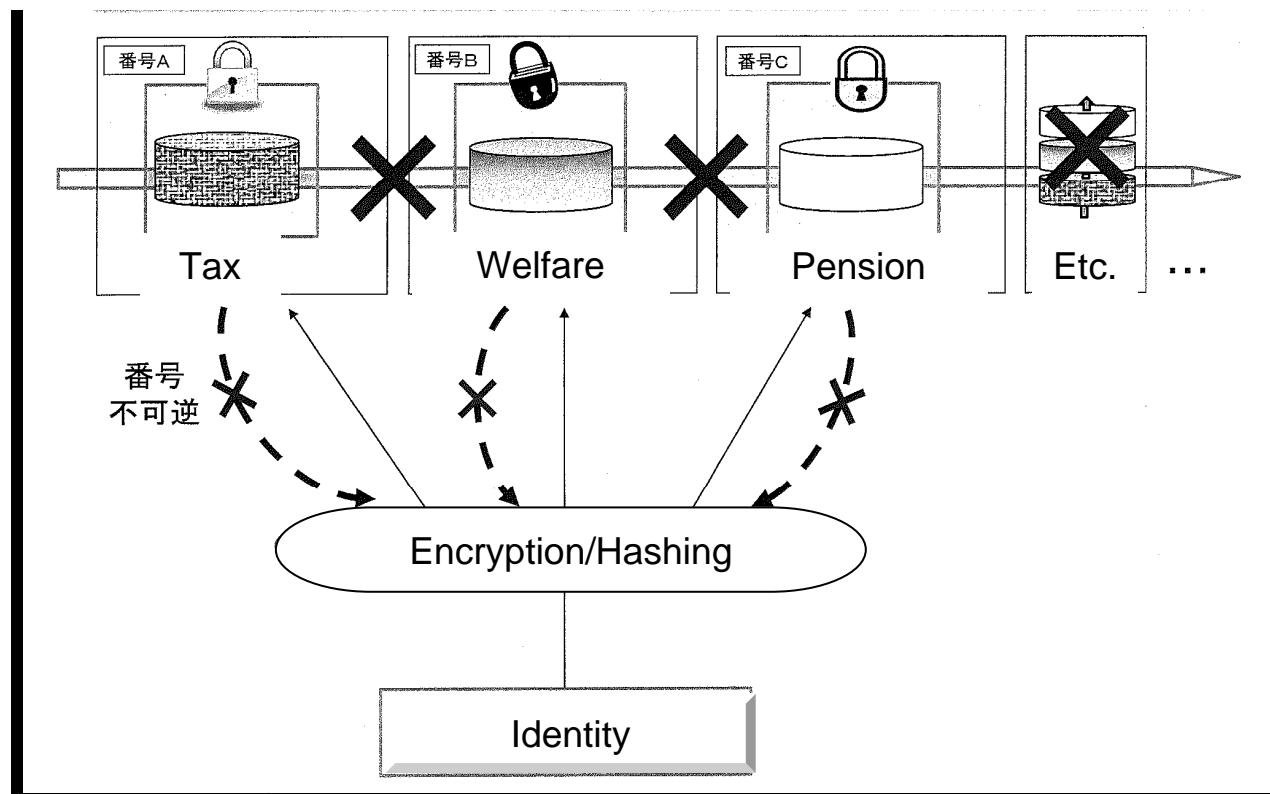 番号A
番号B
番号C
Tax
Welfare
Pension
Etc.
...
番号
不可逆
Encryption/Hashing
Identity